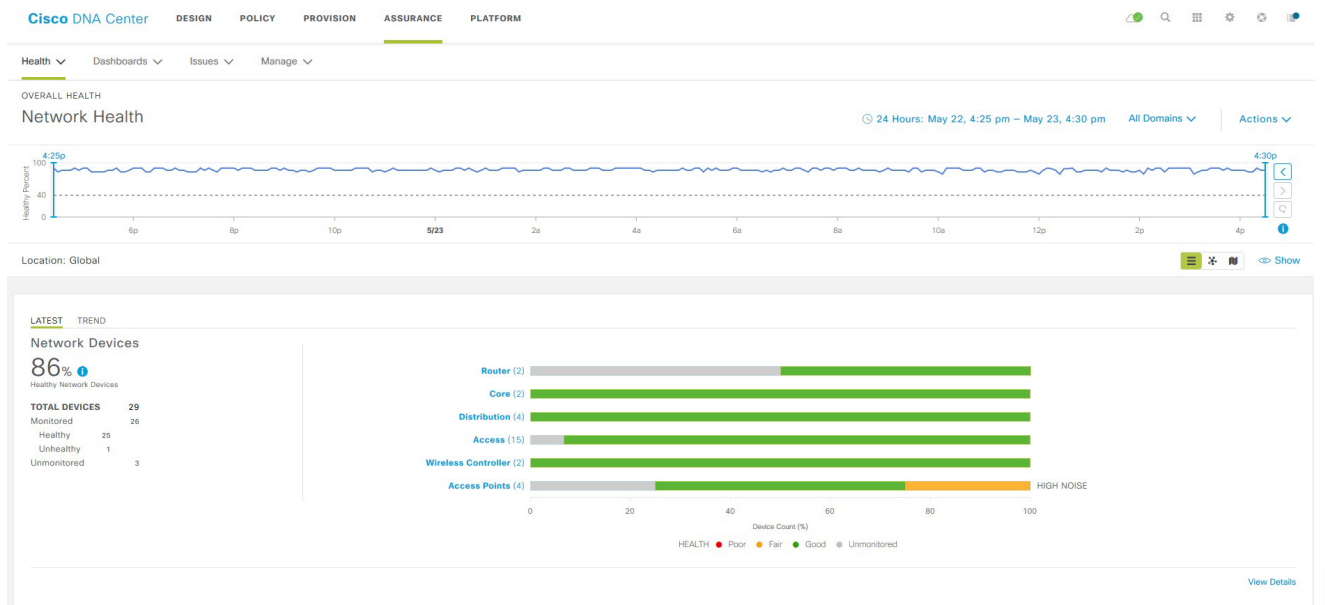 Cisco DNA Center DESIGN POLICY PROVISION ASSURANCE PLATFORM
Health Dashboards Issues Manage
OVERALL HEALTH
Network Health
24 Hours: May 22, 4:25 pm – May 23, 4:30 pm All Domains Actions
4:25p 4:30p
100
40
0
Healthy Percent
6p 8p 10p 5/23 2a 4a 6a 8a 10a 12p 2p 4p
Location: Global
Show
LATEST TREND
Network Devices
86%
Healthy Network Devices
TOTAL DEVICES 29
Monitored 26
Healthy 25
Unhealthy 1
Unmonitored 3
Router (2)
Core (2)
Distribution (4)
Access (15)
Wireless Controller (2)
Access Points (4) HIGH NOISE
0 20 40 60 80 100
Device Count (%)
HEALTH Poor Fair Good Unmonitored
View Details